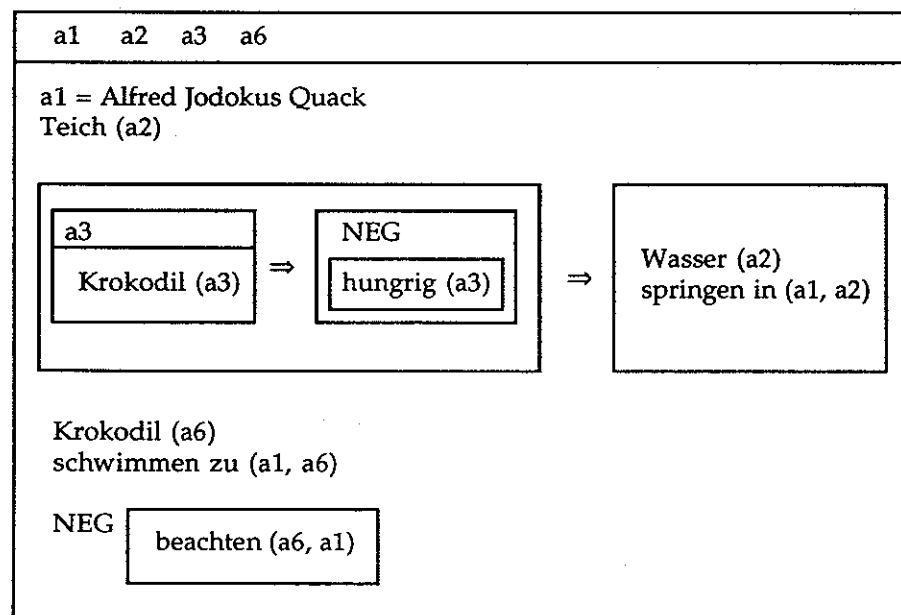 a1 a2 a3 a6
a1 = Alfred Jodokus Quack
Teich (a2)
a3
Krokodil (a3)
⇒
NEG
hungrig (a3)
⇒
Wasser (a2)
springen in (a1, a2)
Krokodil (a6)
schwimmen zu (a1, a6)
NEG
beachten (a6, a1)